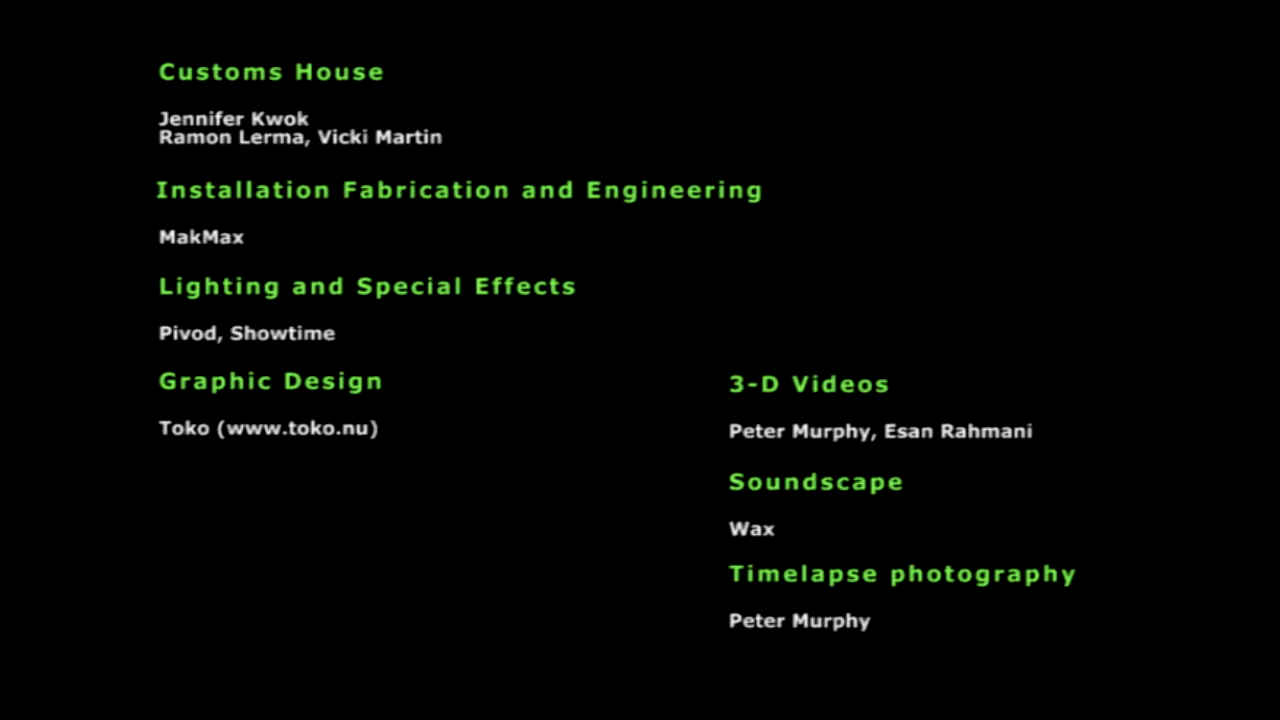 Customs House
Jennifer Kwok
Ramon Lerma, Vicki Martin
Installation Fabrication and Engineering
MakMax
Lighting and Special Effects
Pivod, Showtime
Graphic Design
Toko (www.toko.nu)
3-D Videos
Peter Murphy, Esan Rahmani
Soundscape
Wax
Timelapse photography
Peter Murphy